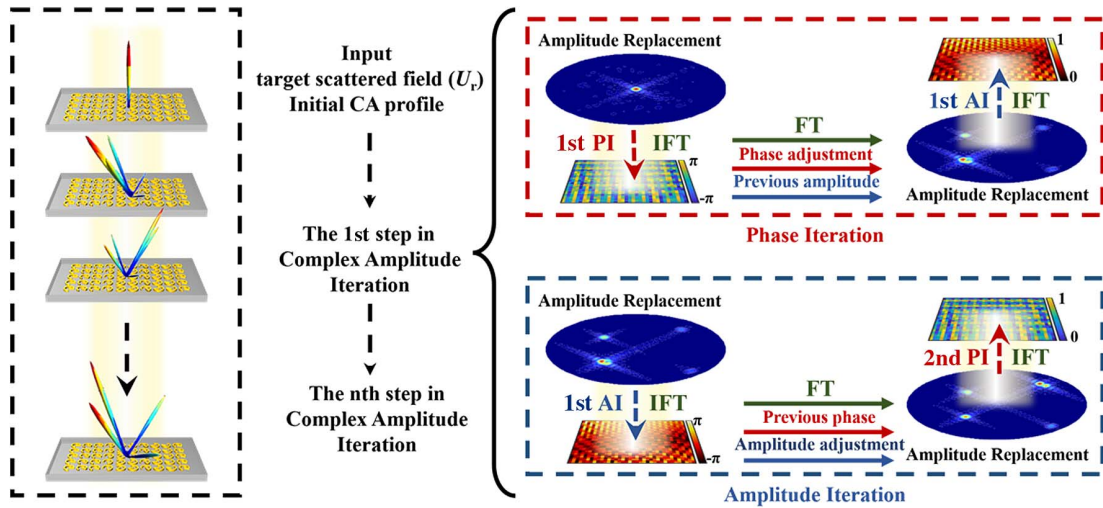 Input
target scattered field (Ur)
Initial CA profile
The 1st step in
Complex Amplitude
Iteration
The nth step in
Complex Amplitude
Iteration
Amplitude Replacement
1st PI IFT
π
-π
FT
Phase adjustment
Previous amplitude
1
0
1st AI IFT
Amplitude Replacement
Phase Iteration
Amplitude Replacement
1st AI IFT
π
-π
FT
Previous phase
Amplitude adjustment
1
0
2nd PI IFT
Amplitude Replacement
Amplitude Iteration